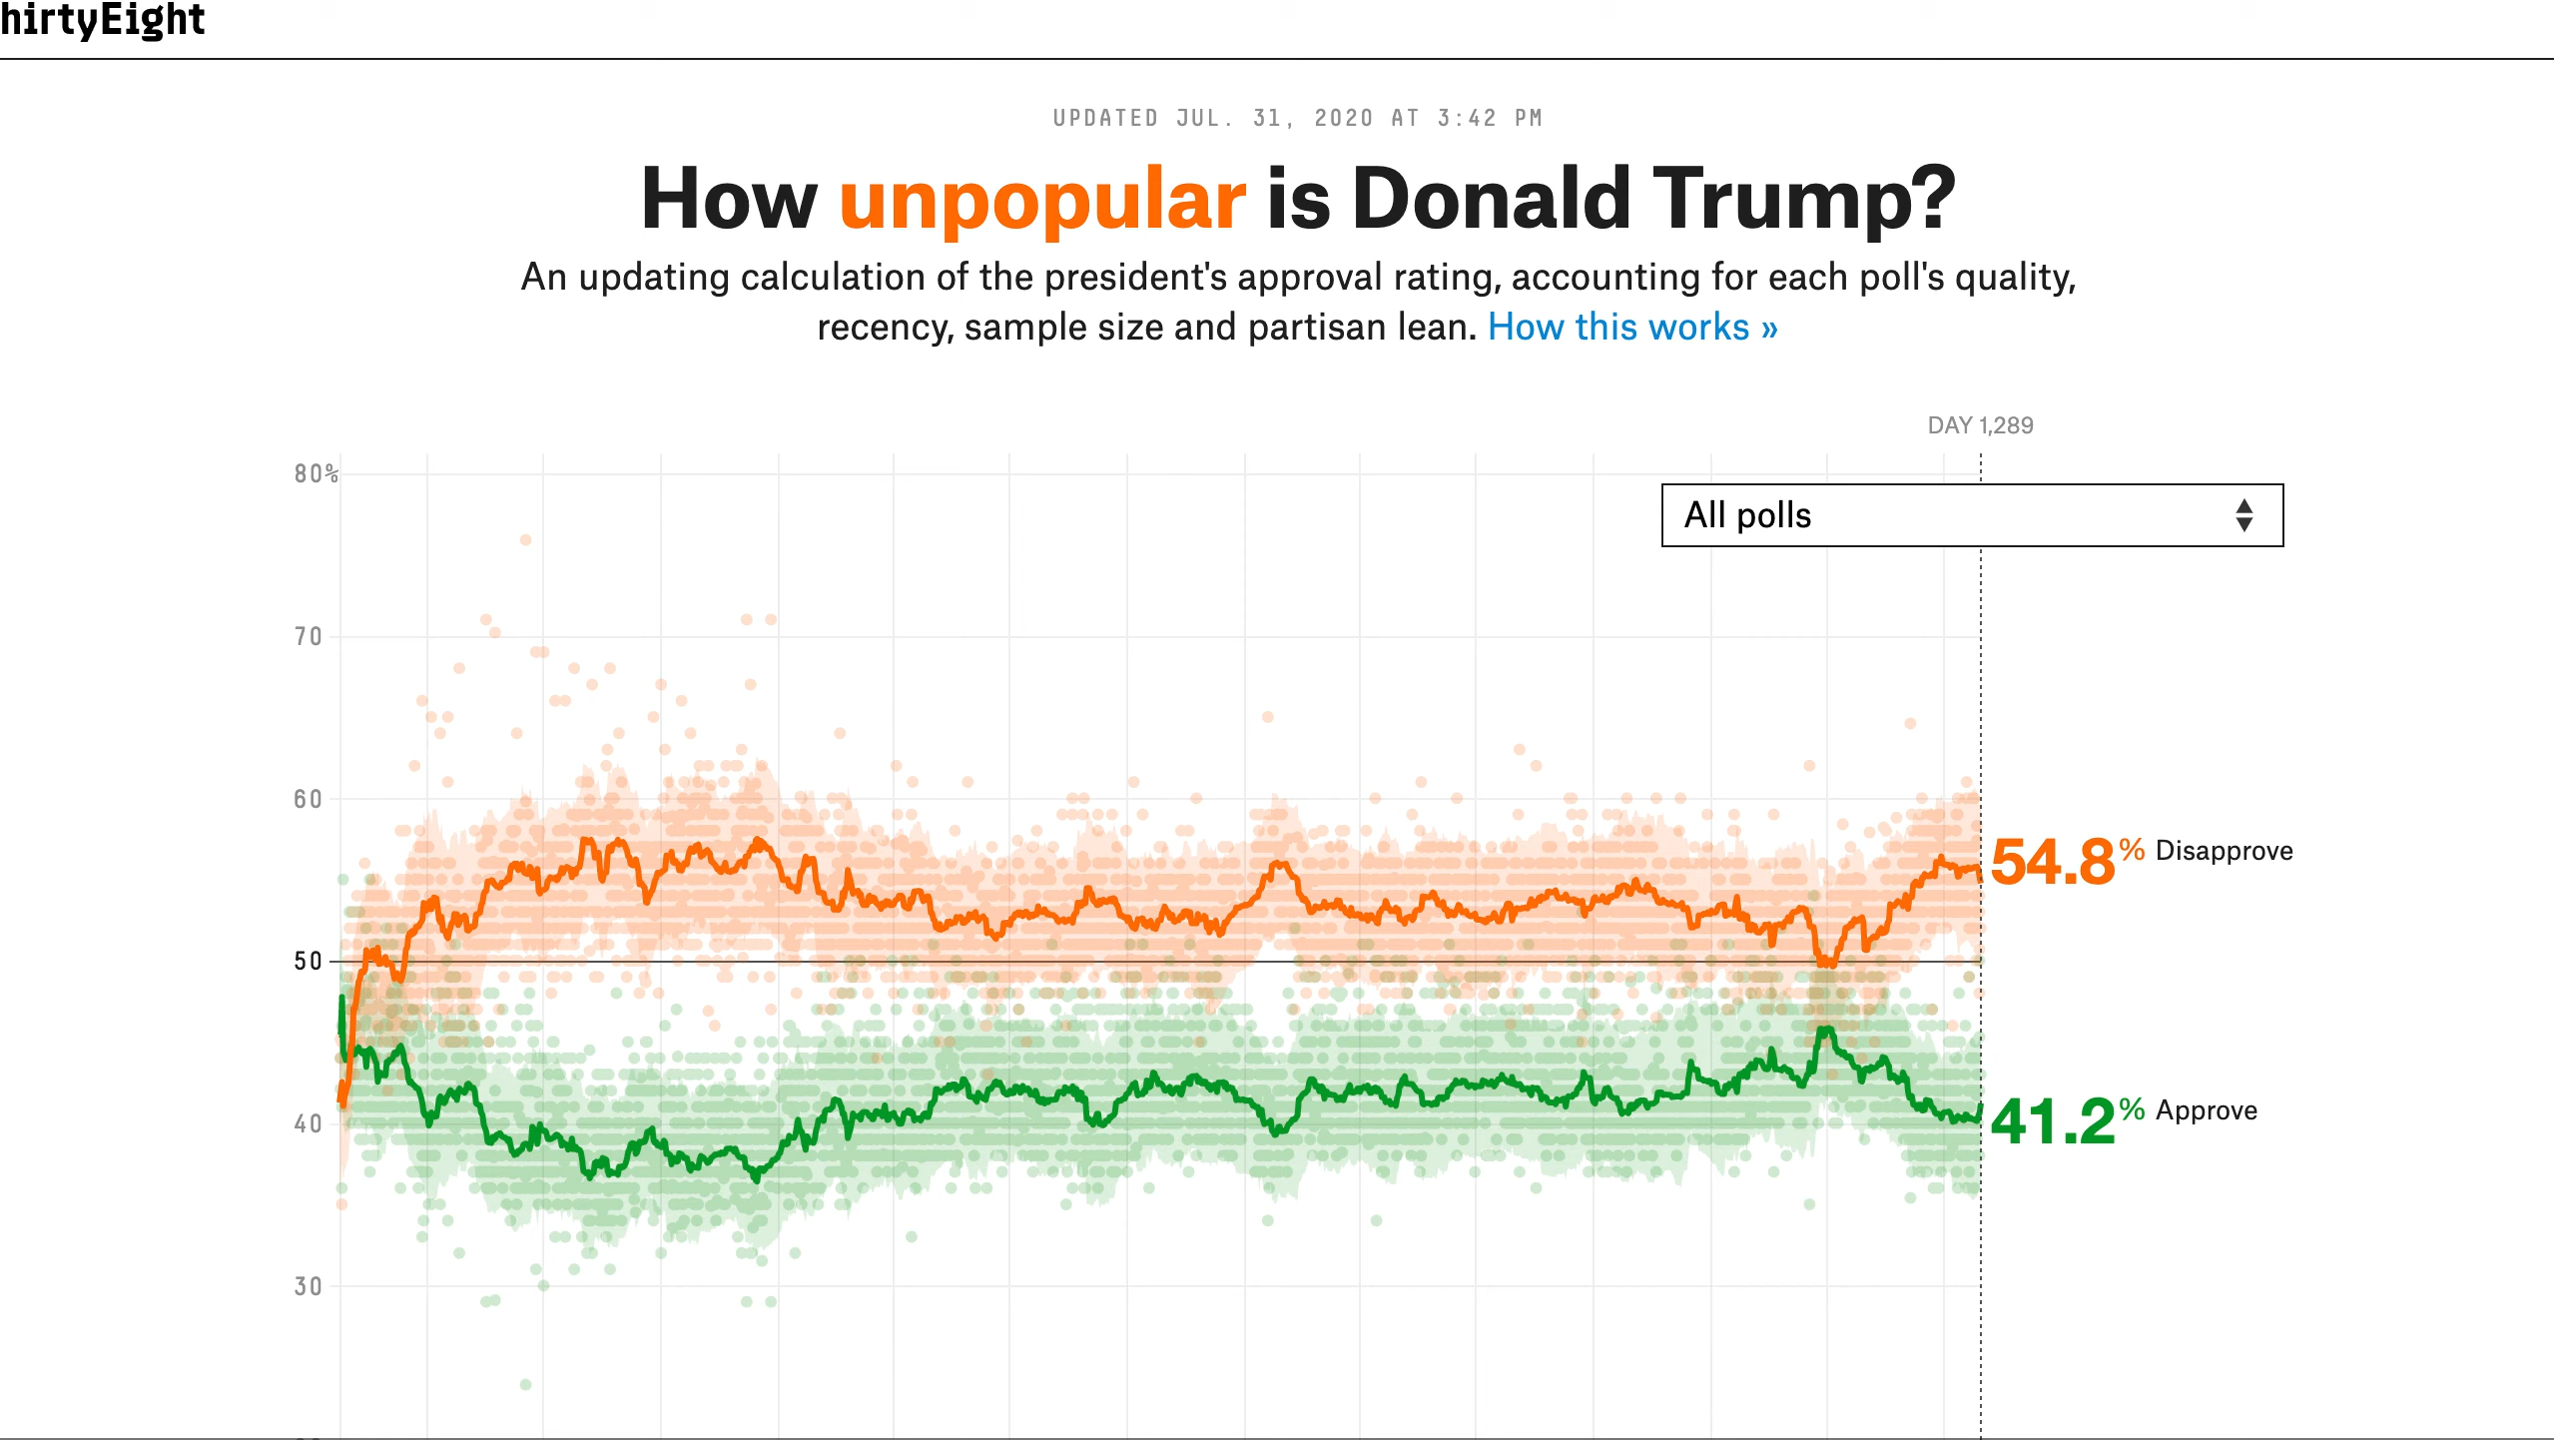 hirtyEight
UPDATED JUL. 31, 2020 AT 3:42 PM
How unpopular is Donald Trump?
An updating calculation of the president's approval rating, accounting for each poll's quality,
recency, sample size and partisan lean. How this works »
DAY 1,289
80%
All polls
70
60
54.8% Disapprove
50
41.2% Approve
40
30